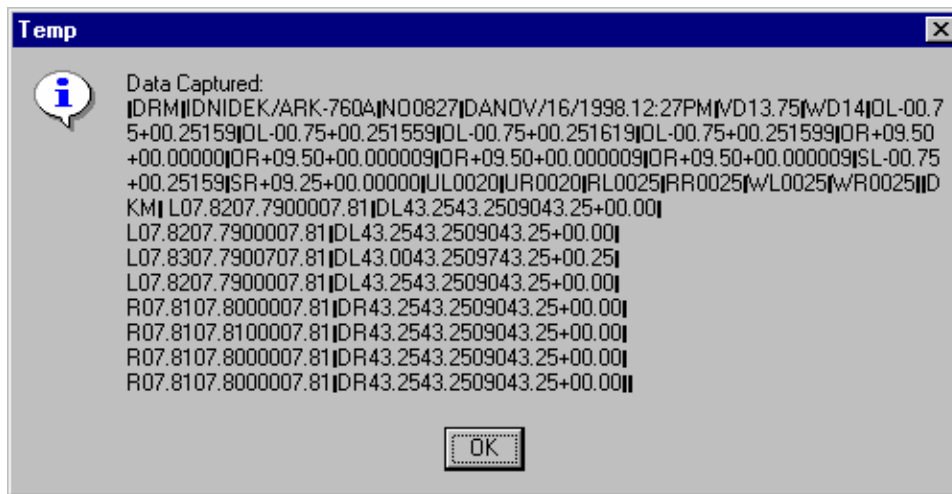 Temp
Data Captured:
|DRM|IDNIDEK/ARK-760A|NO0827|DANOV/16/1998.12:27PM|VD13.75|WD14|OL-00.7
5+00.25159|OL-00.75+00.251559|OL-00.75+00.251619|OL-00.75+00.251599|OR+09.50
+00.00000|OR+09.50+00.000009|OR+09.50+00.000009|OR+09.50+00.000009|SL-00.75
+00.25159|SR+09.25+00.00000|UL0020|UR0020|RL0025|RR0025|WL0025|WR0025||D
KM| L07.8207.7900007.81|DL43.2543.2509043.25+00.00|
L07.8207.7900007.81|DL43.2543.2509043.25+00.00|
L07.8307.7900707.81|DL43.0043.2509743.25+00.25|
L07.8207.7900007.81|DL43.2543.2509043.25+00.00|
R07.8107.8000007.81|DR43.2543.2509043.25+00.00|
R07.8107.8100007.81|DR43.2543.2509043.25+00.00|
R07.8107.8000007.81|DR43.2543.2509043.25+00.00|
R07.8107.8000007.81|DR43.2543.2509043.25+00.00||
OK